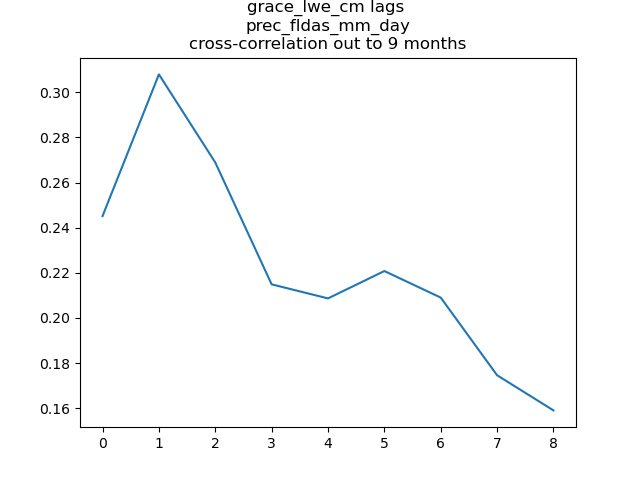 grace_lwe_cm lags
prec_fldas_mm_day
cross-correlation out to 9 months
0.30
0.28
0.26
0.24
0.22
0.20
0.18
0.16
0 1 2 3 4 5 6 7 8